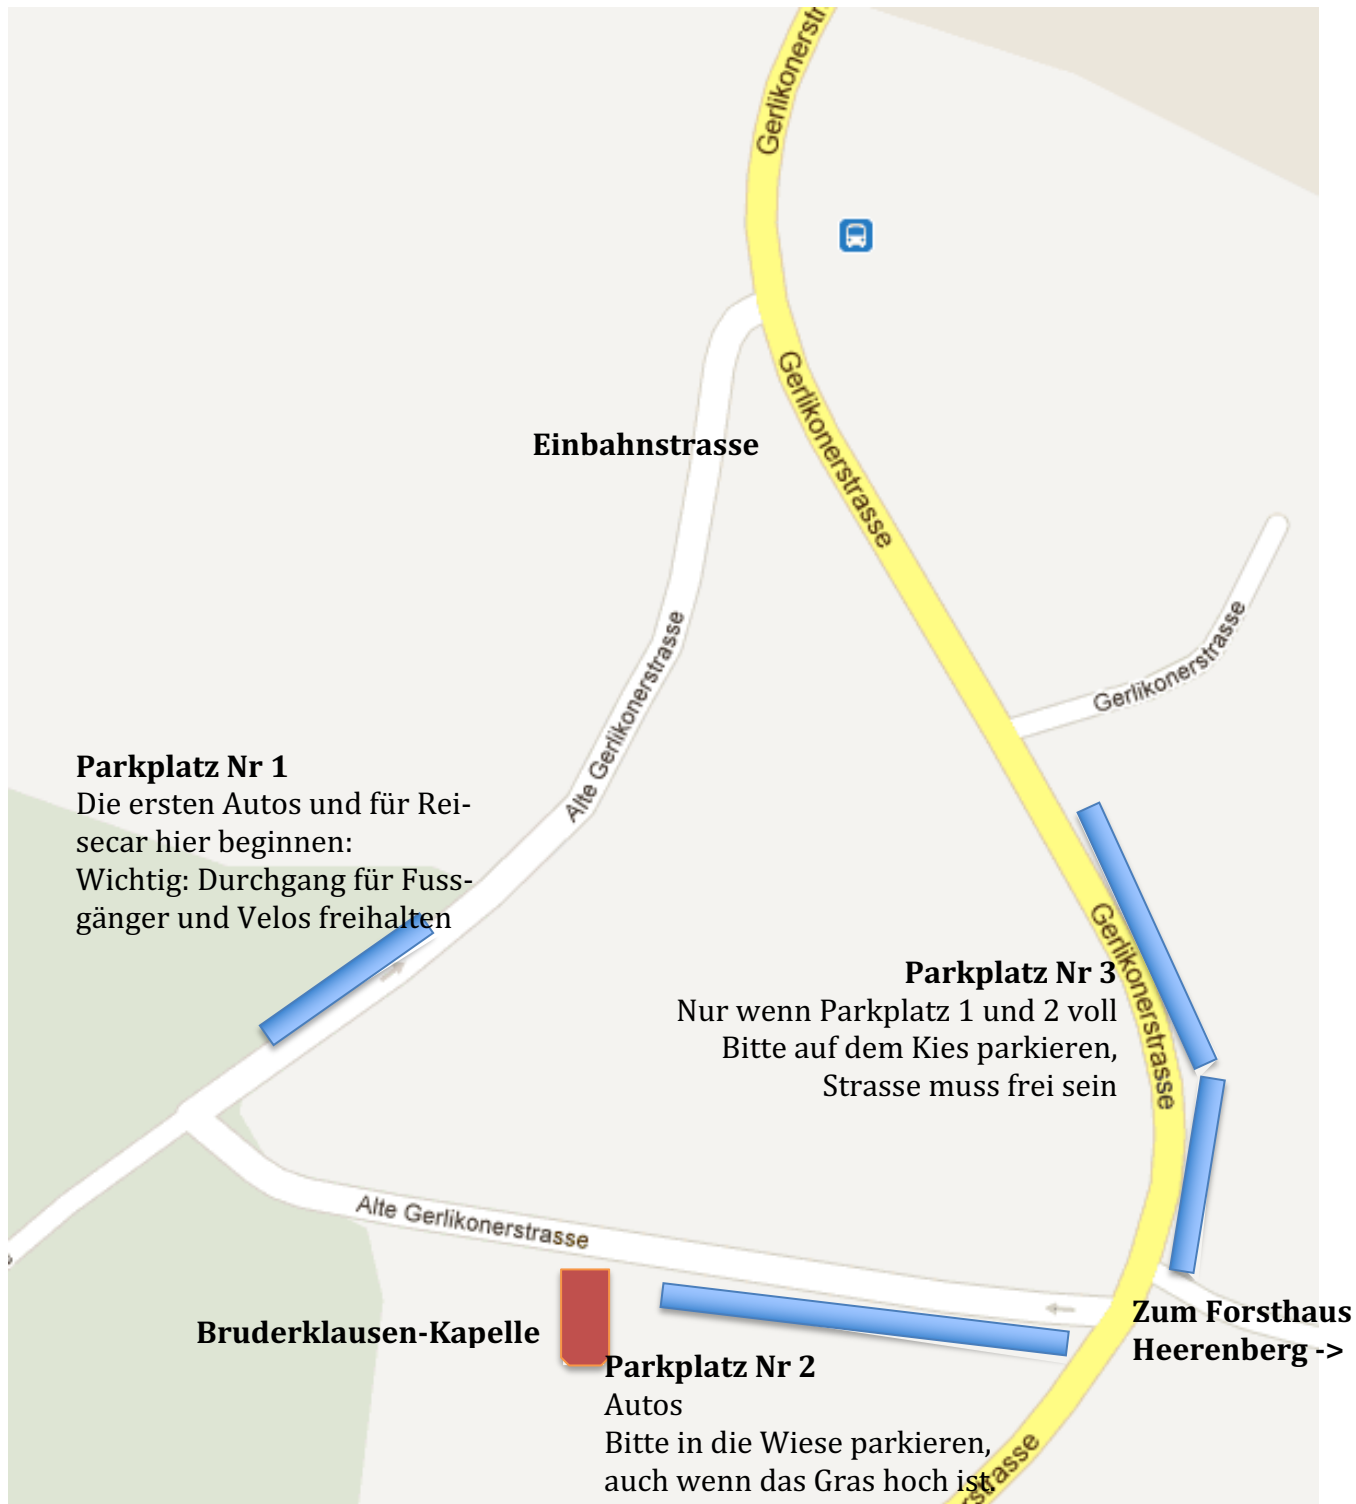 Gerlikonerstr
Gerlikonerstrasse
Einbahnstrasse
Gerlikonerstrasse
Alte Gerlikonerstrasse
Parkplatz Nr 1
Die ersten Autos und für Rei-
secar hier beginnen:
Wichtig: Durchgang für Fuss-
gänger und Velos freihalten
Gerlikonerstrasse
Parkplatz Nr 3
Nur wenn Parkplatz 1 und 2 voll
Bitte auf dem Kies parkieren,
Strasse muss frei sein
Alte Gerlikonerstrasse
Zum Forsthaus
Heerenberg ->
Bruderklausen-Kapelle
Parkplatz Nr 2
Autos
Bitte in die Wiese parkieren,
auch wenn das Gras hoch ist.
rstrasse